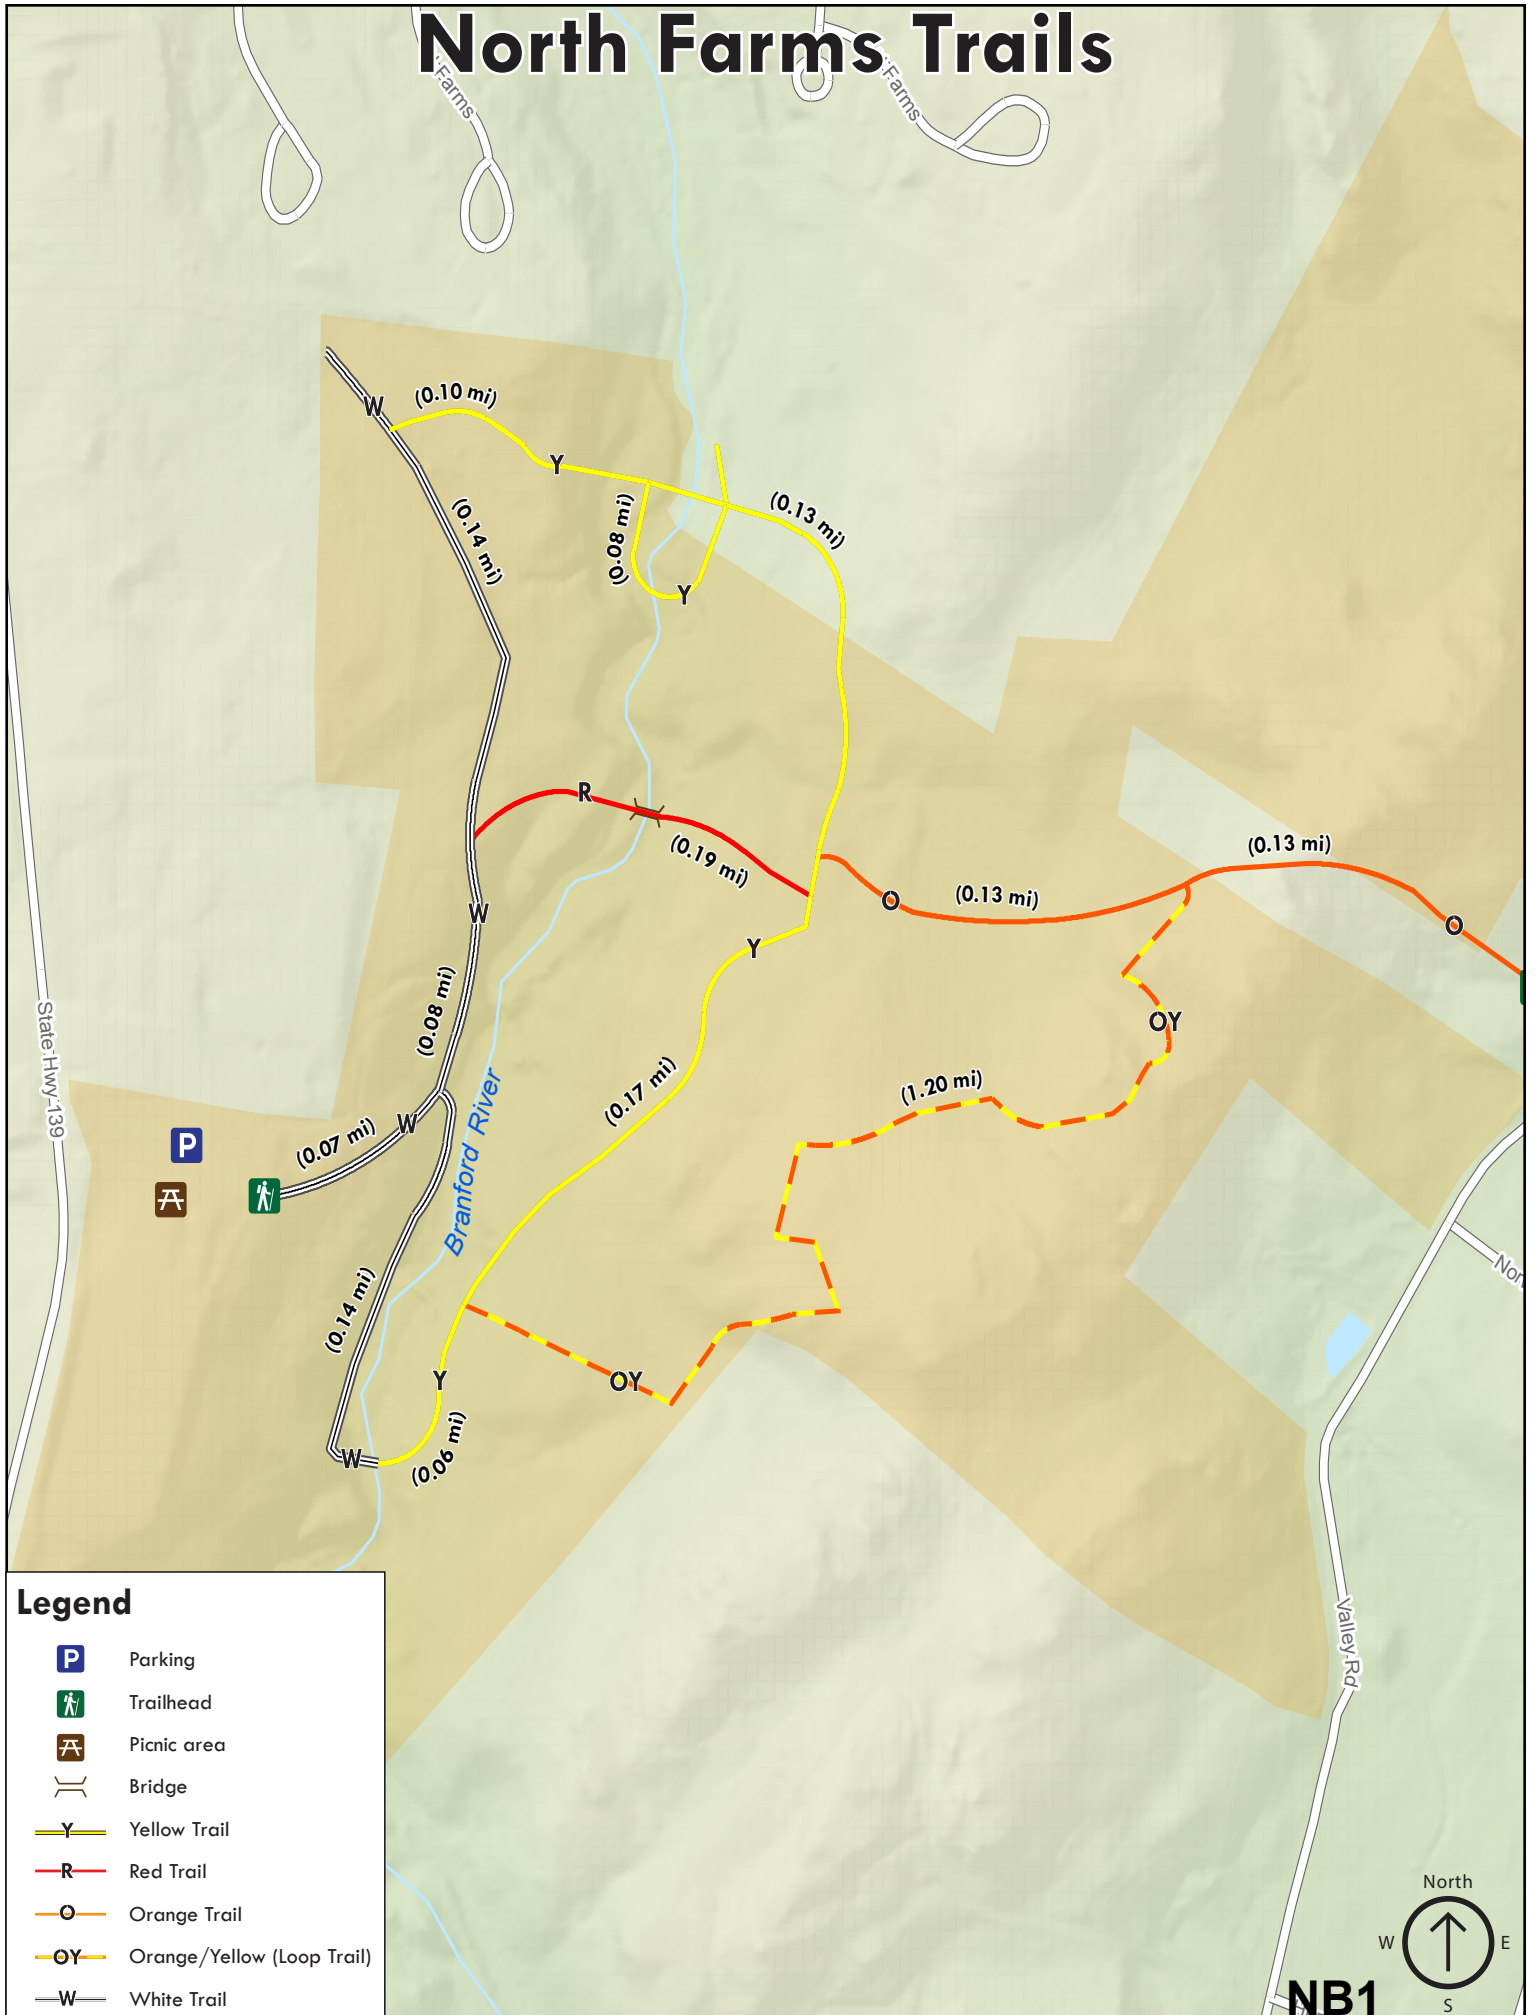 North Farms Trails
Farms
Farms
W
(0.10 mi)
Y
(0.14 mi)
(0.08 mi)
(0.13 mi)
Y
R
(0.19 mi)
(0.13 mi)
O
(0.13 mi)
O
W
Y
(0.08 mi)
State Hwy 139
OY
(0.17 mi)
(1.20 mi)
Branford River
P
W
(0.07 mi)
(0.14 mi)
Y
OY
W
(0.06 mi)
Valley Rd
Legend
P Parking
Trailhead
Picnic area
Bridge
Y Yellow Trail
R Red Trail
O Orange Trail
OY Orange/Yellow (Loop Trail)
W White Trail
North
W E
S
NB1